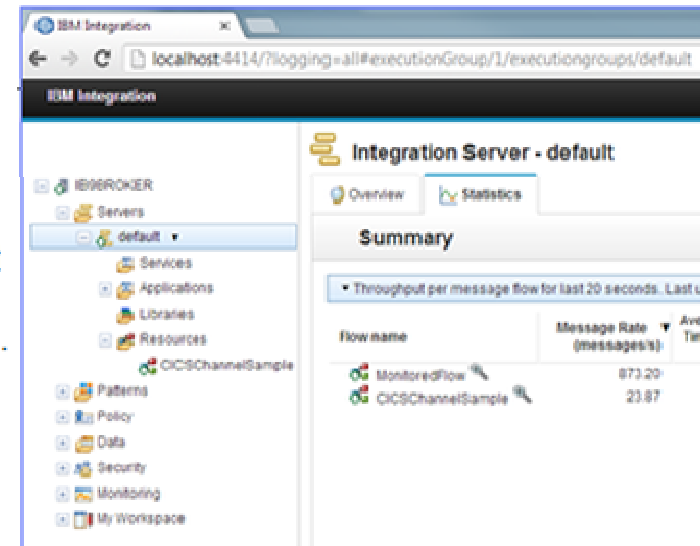 IBM Integration
localhost:4414/?logging=all#executionGroup/1/executiongroups/default
IBM Integration
Integration Server - default
IB9BROKER
Servers
default
Services
Applications
Libraries
Resources
CICSChannelSample
Patterns
Policy
Data
Security
Monitoring
My Workspace
Overview
Statistics
Summary
Throughput per message flow for last 20 seconds. Last u
Flow name
Message Rate
(messages/s)
Ave
Tim
MonitoredFlow 873.20
CICSChannelSample 23.87